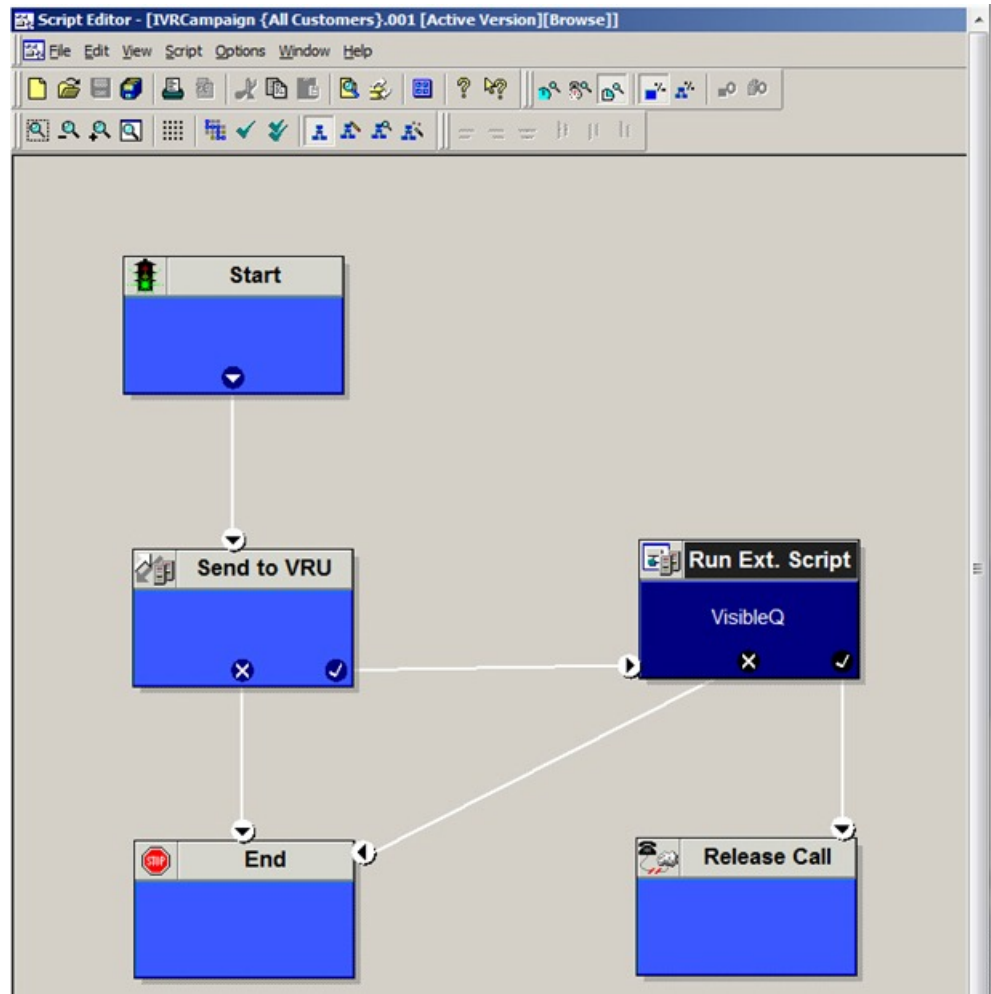 Script Editor - [IVRCampaign {All Customers}.001 [Active Version][Browse]]
File Edit View Script Options Window Help
Start
Send to VRU
Run Ext. Script
VisibleQ
STOP
End
Release Call